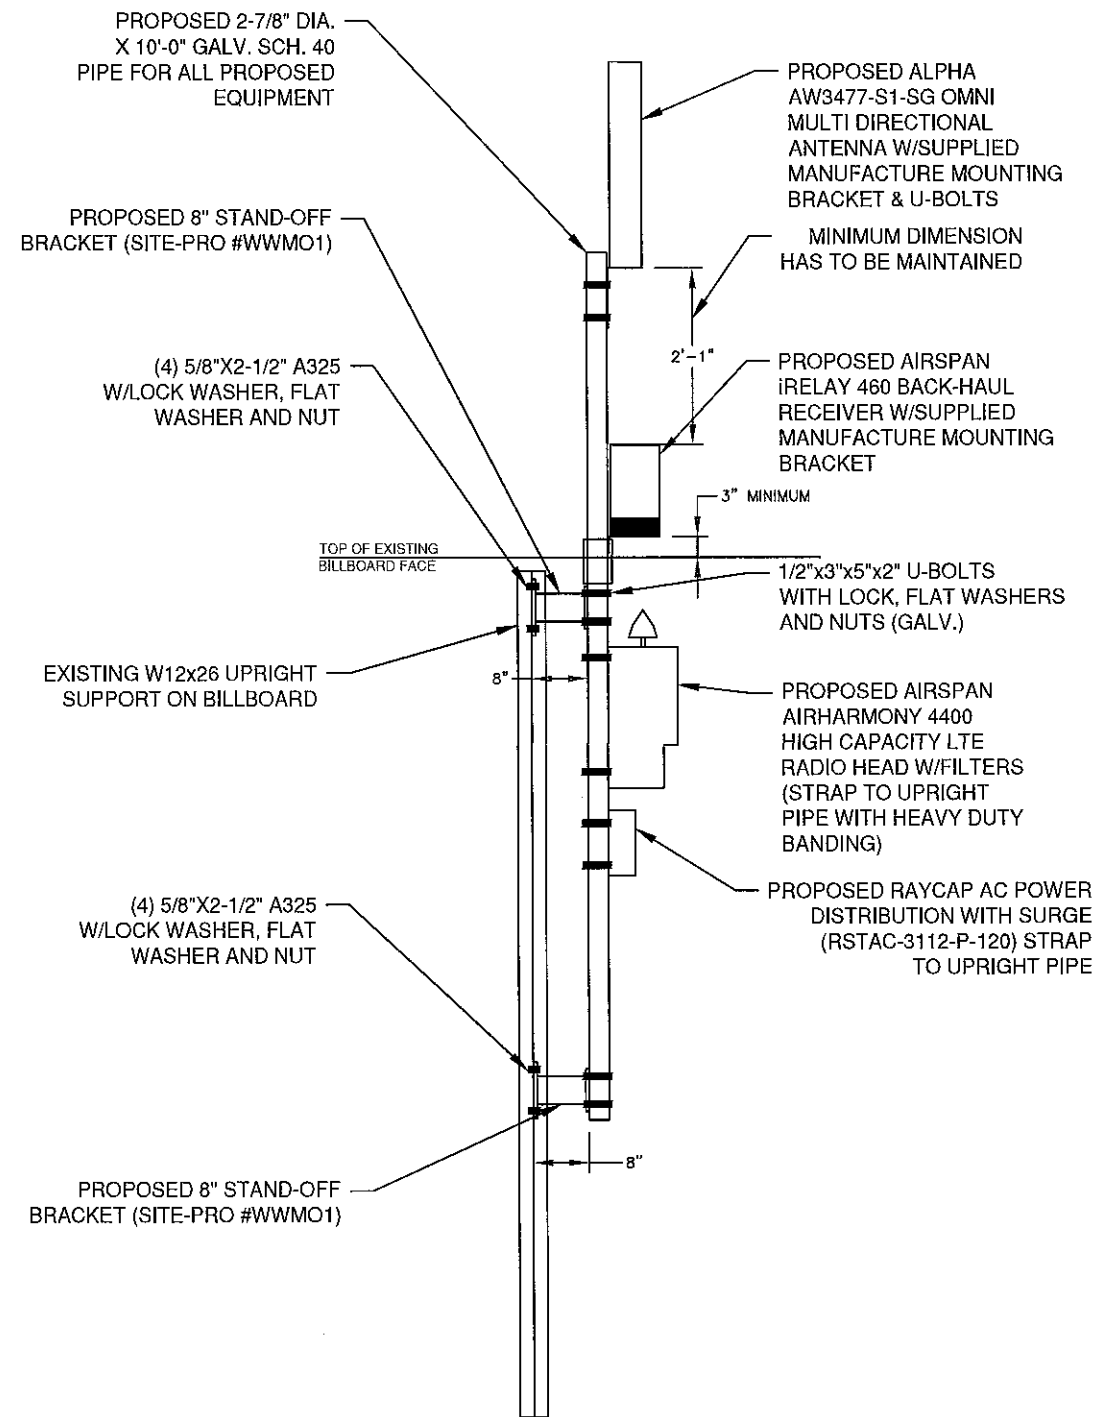 PROPOSED 2-7/8" DIA.
X 10'-0" GALV. SCH. 40
PIPE FOR ALL PROPOSED
EQUIPMENT
PROPOSED ALPHA
AW3477-S1-SG OMNI
MULTI DIRECTIONAL
ANTENNA W/SUPPLIED
MANUFACTURE MOUNTING
BRACKET & U-BOLTS
PROPOSED 8" STAND-OFF
BRACKET (SITE-PRO #WWMO1)
MINIMUM DIMENSION
HAS TO BE MAINTAINED
2'-1"
(4) 5/8"X2-1/2" A325
W/LOCK WASHER, FLAT
WASHER AND NUT
PROPOSED AIRSPAN
iRELAY 460 BACK-HAUL
RECEIVER W/SUPPLIED
MANUFACTURE MOUNTING
BRACKET
3" MINIMUM
TOP OF EXISTING
BILLBOARD FACE
1/2"x3"x5"x2" U-BOLTS
WITH LOCK, FLAT WASHERS
AND NUTS (GALV.)
EXISTING W12x26 UPRIGHT
SUPPORT ON BILLBOARD
8"
PROPOSED AIRSPAN
AIRHARMONY 4400
HIGH CAPACITY LTE
RADIO HEAD W/FILTERS
(STRAP TO UPRIGHT
PIPE WITH HEAVY DUTY
BANDING)
(4) 5/8"X2-1/2" A325
W/LOCK WASHER, FLAT
WASHER AND NUT
PROPOSED RAYCAP AC POWER
DISTRIBUTION WITH SURGE
(RSTAC-3112-P-120) STRAP
TO UPRIGHT PIPE
8"
PROPOSED 8" STAND-OFF
BRACKET (SITE-PRO #WWMO1)